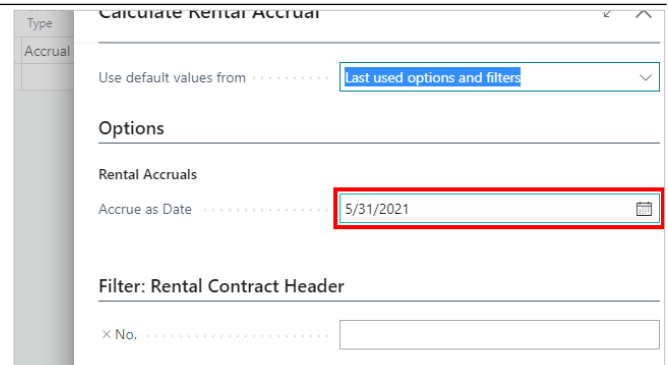 Type
Calculate Rental Accrual
Accrual
Use default values from
Last used options and filters
Options
Rental Accruals
Accrue as Date
5/31/2021
Filter: Rental Contract Header
× No.